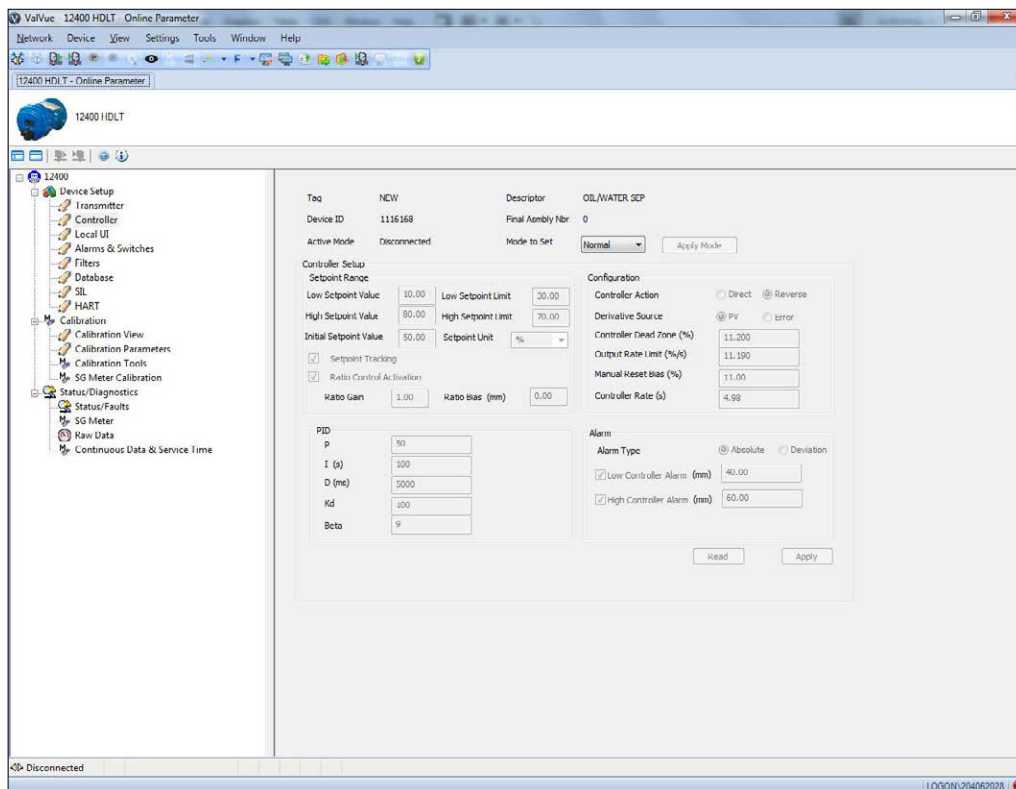 ValVue - 12400 HDLT - Online Parameter
Network Device View Settings Tools Window Help
12400 HDLT - Online Parameter
12400 HDLT
12400
Device Setup
Transmitter
Controller
Local UI
Alarms & Switches
Filters
Database
SIL
HART
Calibration
Calibration View
Calibration Parameters
Calibration Tools
SG Meter Calibration
Status/Diagnostics
Status/Faults
SG Meter
Raw Data
Continuous Data & Service Time
Tag NEW Descriptor OIL/WATER SEP
Device ID 1116168 Final Asmbly Nbr 0
Active Mode Disconnected Mode to Set Normal Apply Mode
Controller Setup
Setpoint Range
Low Setpoint Value 10.00 Low Setpoint Limit 30.00
High Setpoint Value 80.00 High Setpoint Limit 70.00
Initial Setpoint Value 50.00 Setpoint Unit %
Setpoint Tracking
Ratio Control Activation
Ratio Gain 1.00 Ratio Bias (mm) 0.00
Configuration
Controller Action Direct Reverse
Derivative Source PV Error
Controller Dead Zone (%) 11.200
Output Rate Limit (%/s) 11.190
Manual Reset Bias (%) 11.00
Controller Rate (s) 4.98
PID
P 50
I (s) 100
D (ms) 5000
Kd 100
Beta 9
Alarm
Alarm Type Absolute Deviation
Low Controller Alarm (mm) 40.00
High Controller Alarm (mm) 60.00
Read Apply
Disconnected
LOGON\204062028